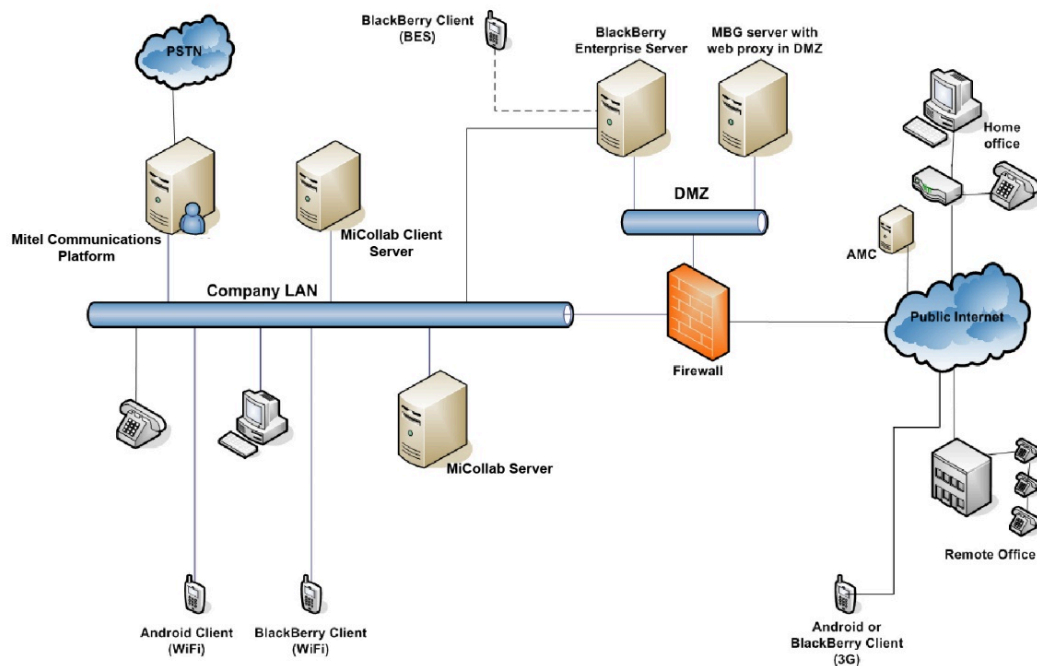 BlackBerry Client
(BES)
BlackBerry
Enterprise Server
MBG server with
web proxy in DMZ
PSTN
Home
office
DMZ
Mitel Communications
Platform
MiCollab Client
Server
AMC
Company LAN
Public Internet
Firewall
MiCollab Server
Remote Office
Android Client
(WiFi)
BlackBerry Client
(WiFi)
Android or
BlackBerry Client
(3G)